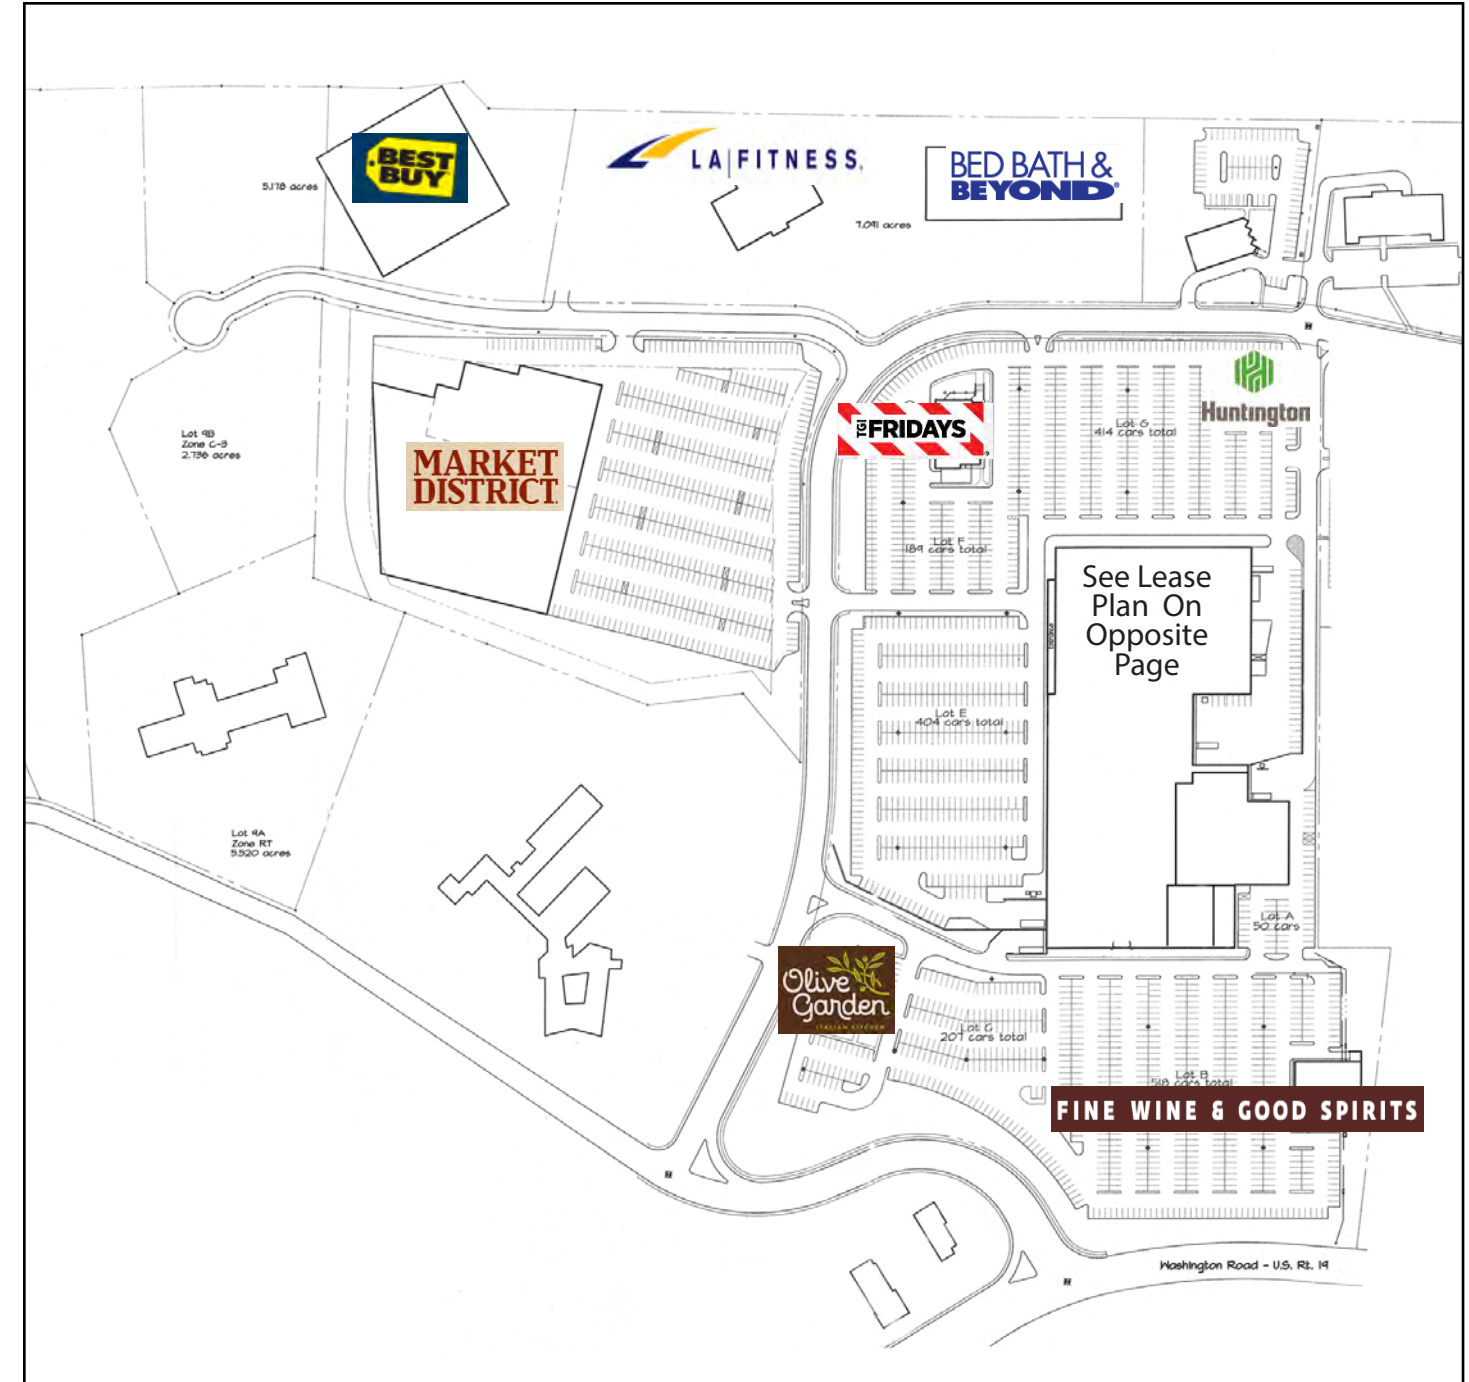 BEST
BUY
LA FITNESS.
BED BATH &
BEYOND
5.178 acres
7.091 acres
Huntington
TGI FRIDAYS
Lot G
414 cars total
Lot 9B
Zone C-3
2.736 acres
MARKET
DISTRICT
Lot F
189 cars total
See Lease
Plan On
Opposite
Page
Lot E
404 cars total
Lot 9A
Zone RT
5.520 acres
Lot A
50 cars
Olive
Garden
ITALIAN KITCHEN
Lot C
207 cars total
Lot B
518 cars total
FINE WINE & GOOD SPIRITS
Washington Road - U.S. Rt. 19